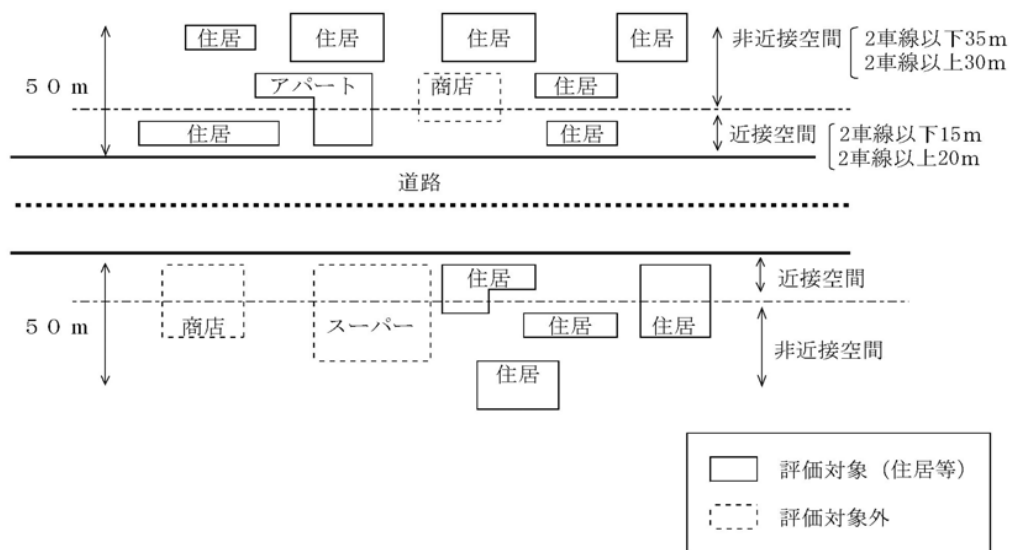 住居
住居
住居
住居
非近接空間
2車線以下35m
2車線以上30m
50m
アパート
商店
住居
住居
住居
近接空間
2車線以下15m
2車線以上20m
道路
住居
近接空間
50m
商店
スーパー
住居
住居
非近接空間
住居
評価対象（住居等）
評価対象外